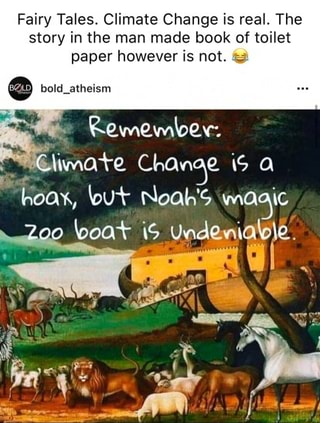 Fairy Tales. Climate Change is real. The
story in the man made book of toilet
paper however is not. 😂
BOLD bold_atheism ...
Remember:
Climate Change is a
hoax, but Noah's magic
zoo boat is undeniable.